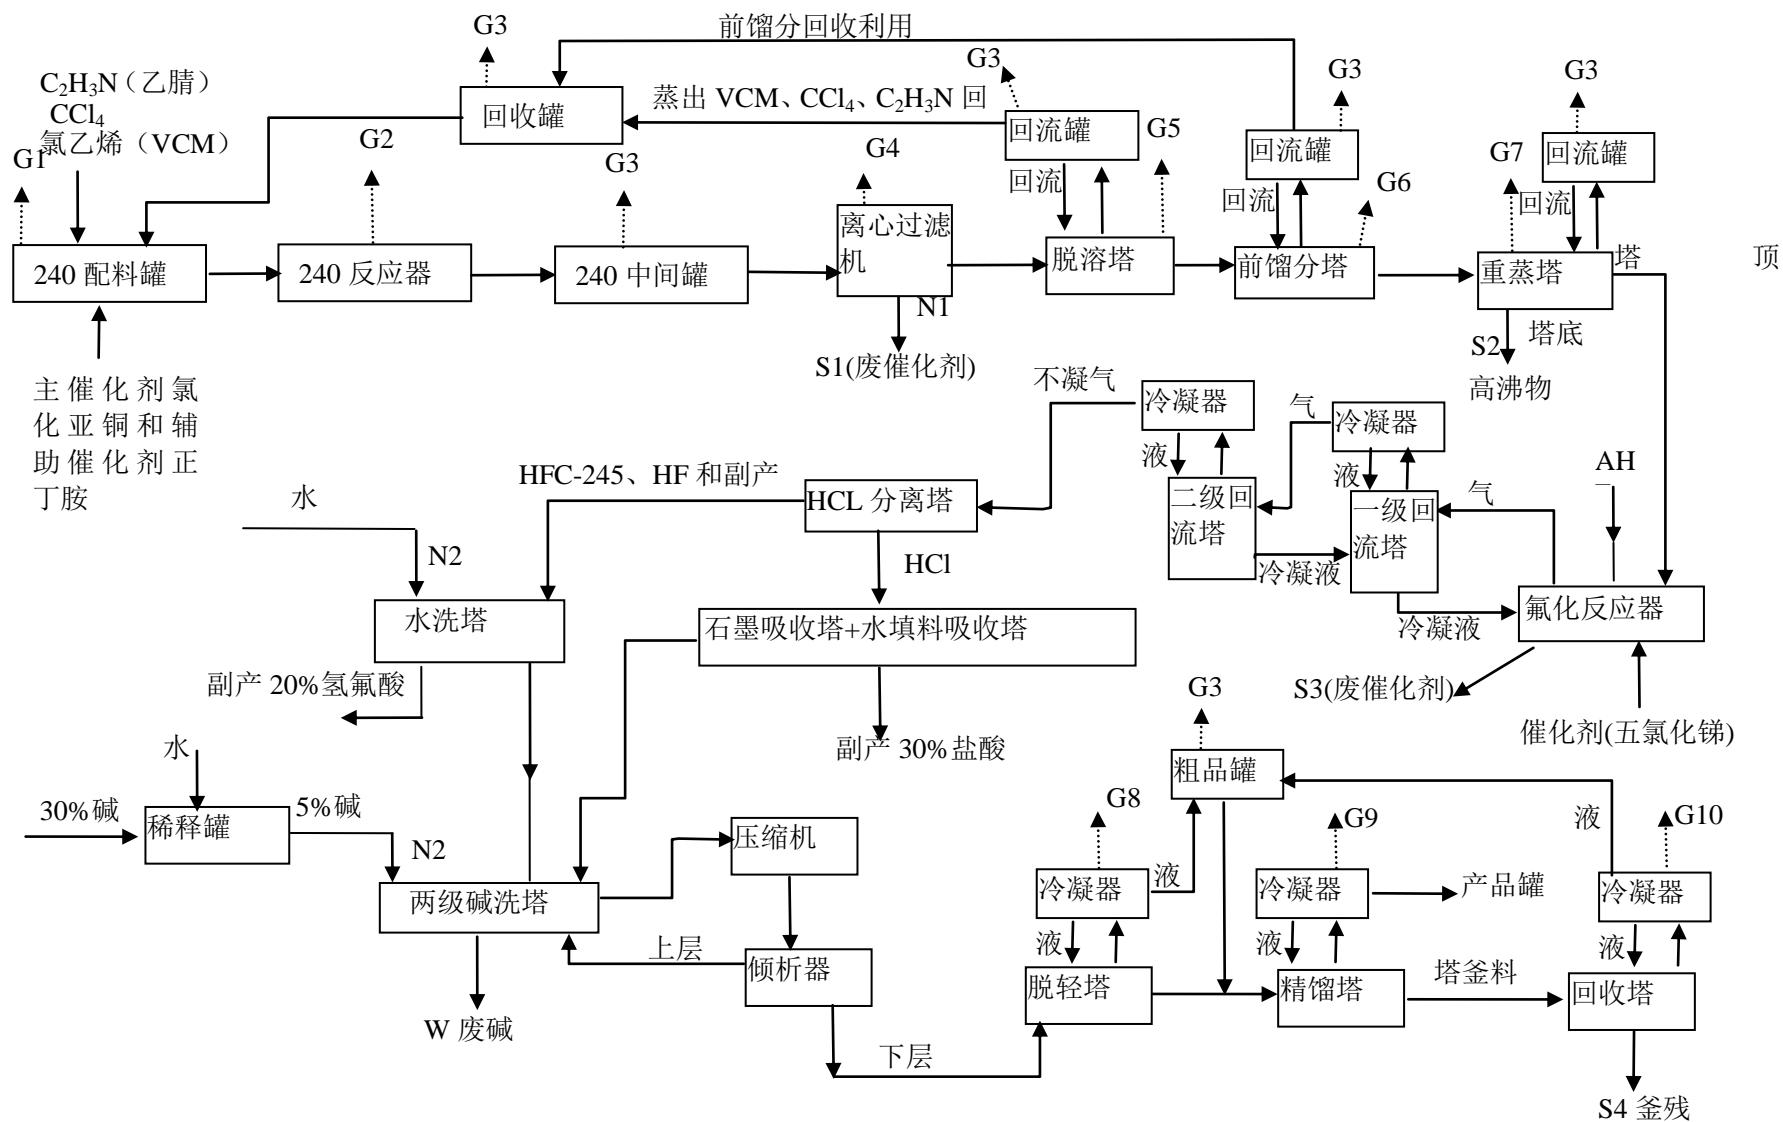 G3
前馏分回收利用
C₂H₃N（乙腈）
CCl₄
氯乙烯（VCM）
回收罐
蒸出 VCM、CCl₄、C₂H₃N 回
G3
回流罐
G3
回流罐
G3
回流罐
G1
G2
G3
G4
G5
G6
G7
回流
回流
回流
240 配料罐
240 反应器
240 中间罐
离心过滤
机
脱溶塔
前馏分塔
重蒸塔
塔
顶
N1
S1(废催化剂)
S2
塔底
高沸物
主催化剂氯
化亚铜和辅
助催化剂正
丁胺
不凝气
冷凝器
气
冷凝器
液
液
AH
水
HFC-245、HF 和副产
HCL 分离塔
二级回
流塔
一级回
流塔
气
N2
HCl
冷凝液
冷凝液
水洗塔
石墨吸收塔+水填料吸收塔
氟化反应器
副产 20%氢氟酸
副产 30%盐酸
S3(废催化剂)
催化剂(五氯化锑)
水
30%碱
稀释罐
5%碱
N2
两级碱洗塔
压缩机
上层
倾析器
W 废碱
下层
G3
粗品罐
G8
G9
G10
液
液
冷凝器
冷凝器
产品罐
冷凝器
液
液
液
脱轻塔
精馏塔
塔釜料
回收塔
S4 釜残